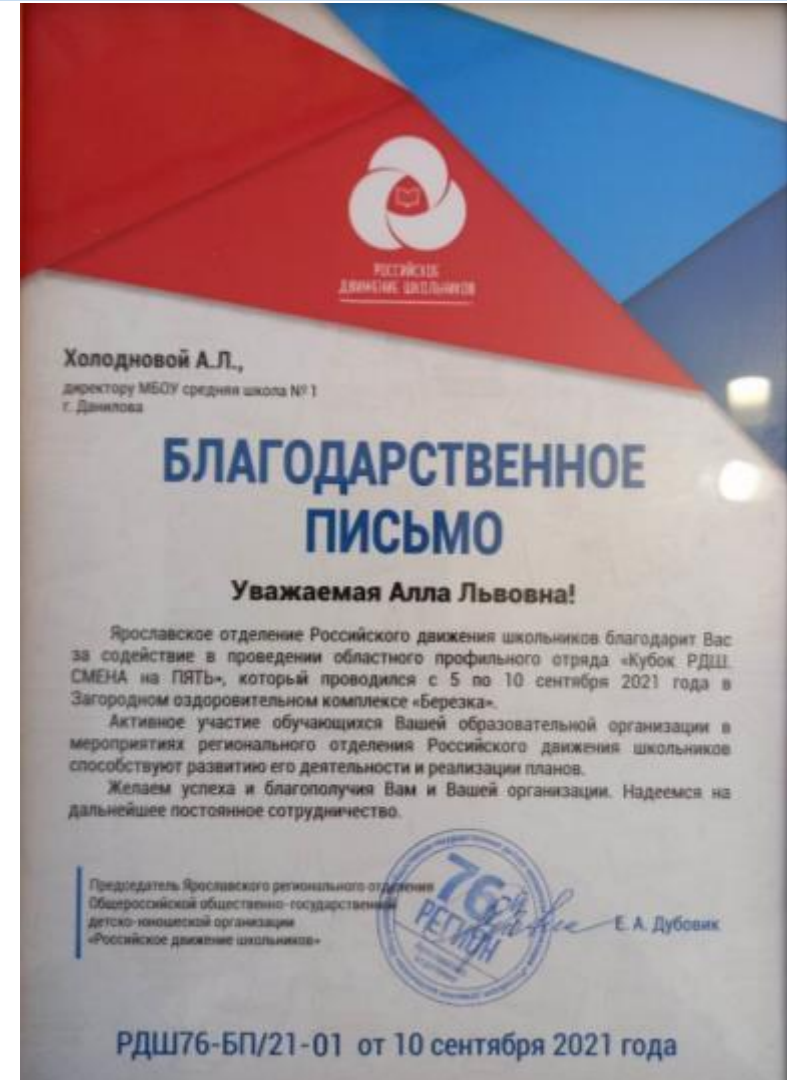 РОССИЙСКОЕ
ДВИЖЕНИЕ ШКОЛЬНИКОВ
Холодновой А.Л.,
директору МБОУ средняя школа № 1
г. Данилова
БЛАГОДАРСТВЕННОЕ
ПИСЬМО
Уважаемая Алла Львовна!
Ярославское отделение Российского движения школьников благодарит Вас
за содействие в проведении областного профильного отряда «Кубок РДШ.
СМЕНА на ПЯТЬ», который проводился с 5 по 10 сентября 2021 года в
Загородном оздоровительном комплексе «Березка».
Активное участие обучающихся Вашей образовательной организации в
мероприятиях регионального отделения Российского движения школьников
способствуют развитию его деятельности и реализации планов.
Желаем успеха и благополучия Вам и Вашей организации. Надеемся на
дальнейшее постоянное сотрудничество.
Председатель Ярославского регионального отделения
Общероссийской общественно-государственной
детско-юношеской организации
«Российское движение школьников»
76
РЕГИОН
Е. А. Дубовик
РДШ76-БП/21-01 от 10 сентября 2021 года